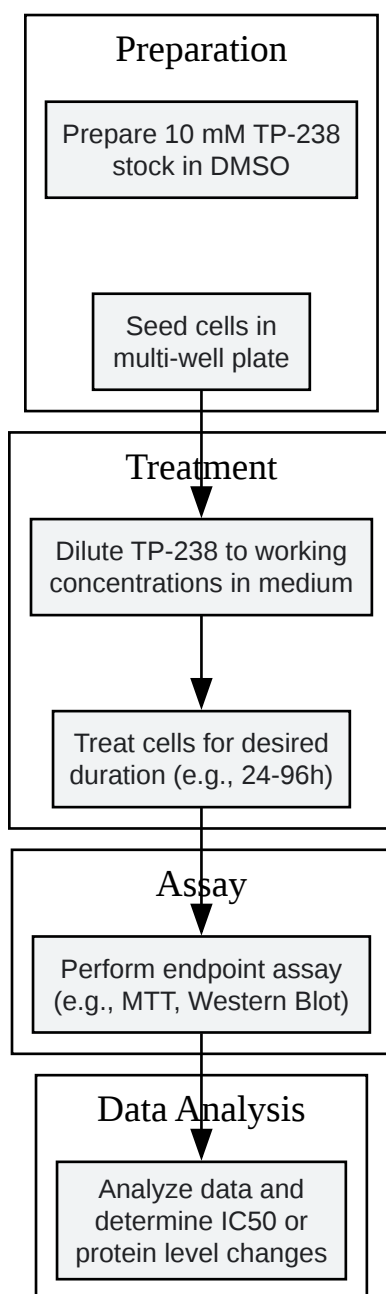 Preparation
Prepare 10 mM TP-238
stock in DMSO
Seed cells in
multi-well plate
Treatment
Dilute TP-238 to working
concentrations in medium
Treat cells for desired
duration (e.g., 24-96h)
Assay
Perform endpoint assay
(e.g., MTT, Western Blot)
Data Analysis
Analyze data and
determine IC50 or
protein level changes